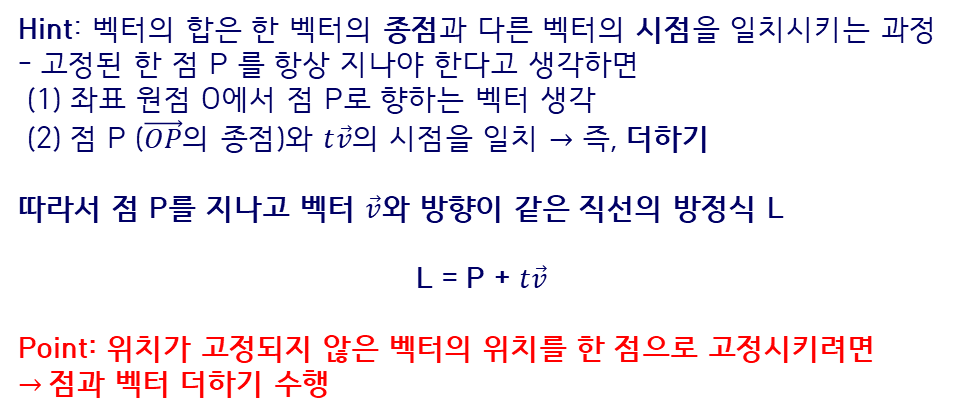 Hint: 벡터의 합은 한 벡터의 종점과 다른 벡터의 시점을 일치시키는 과정
- 고정된 한 점 P 를 항상 지나야 한다고 생각하면
(1) 좌표 원점 O에서 점 P로 향하는 벡터 생각
(2) 점 P ($\overrightarrow{OP}$의 종점)와 $t\vec{v}$의 시점을 일치 → 즉, 더하기
따라서 점 P를 지나고 벡터 $\vec{v}$와 방향이 같은 직선의 방정식 L
L = P + $t\vec{v}$
Point: 위치가 고정되지 않은 벡터의 위치를 한 점으로 고정시키려면
→ 점과 벡터 더하기 수행